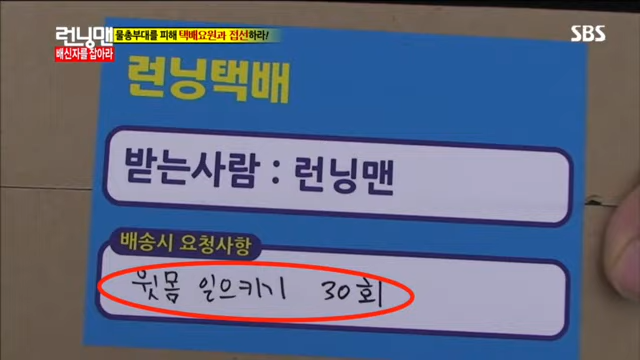 런닝맨 물총부대를 피해 택배요원과 접선하라! SBS
배신자를 잡아라
런닝택배
받는사람 : 런닝맨
배송시 요청사항
윗몸 일으키기 30회